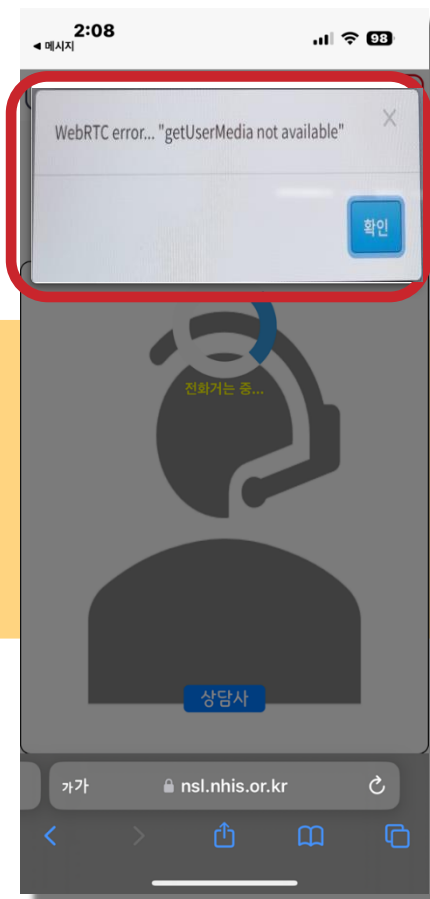 2:08
98
◀ 메시지
WebRTC error... "getUserMedia not available"
X
확인
전화거는 중...
상담사
가가
nsl.nhis.or.kr